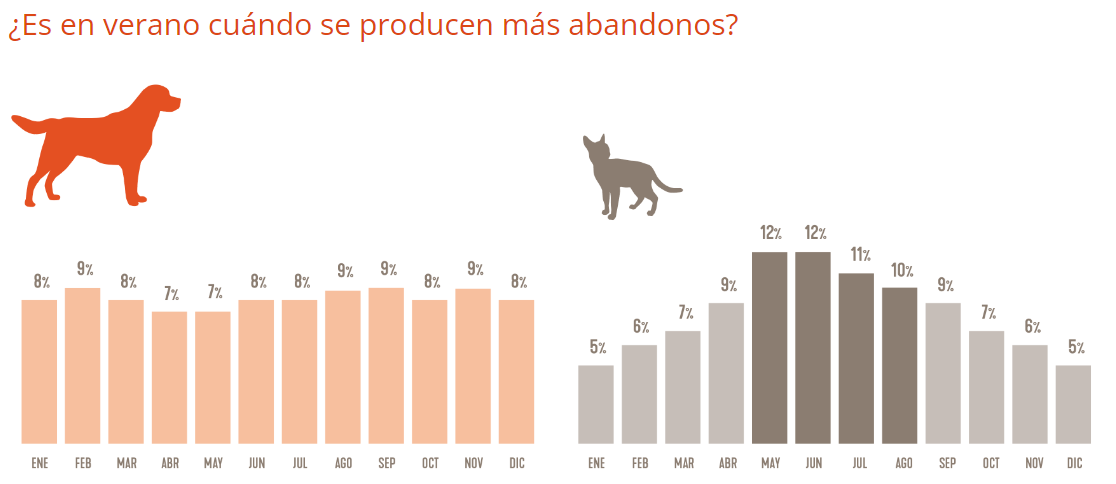 ¿Es en verano cuándo se producen más abandonos?
8% 9% 8% 7% 7% 8% 8% 9% 9% 8% 9% 8%
ENE FEB MAR ABR MAY JUN JUL AGO SEP OCT NOV DIC
5% 6% 7% 9% 12% 12% 11% 10% 9% 7% 6% 5%
ENE FEB MAR ABR MAY JUN JUL AGO SEP OCT NOV DIC